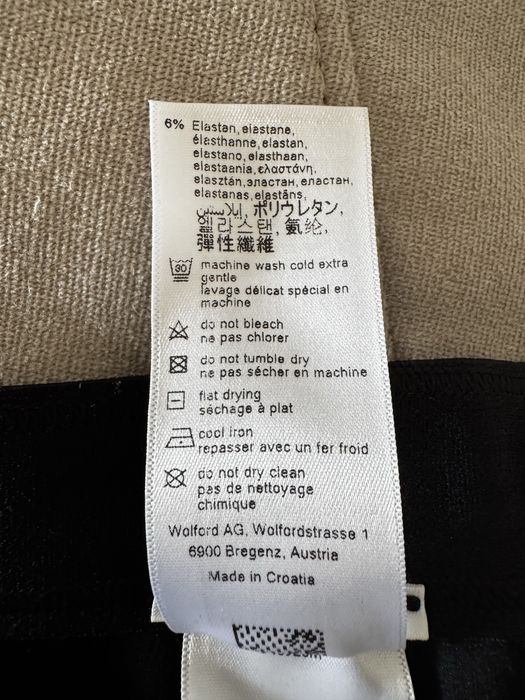 6% Elastan, elastane,
élasthanne, elastan,
elastano, elasthaan,
elastaania, ελαστάνη,
elasztán, эластан, еластан,
elastanas, elastāns,
إيلاستين, ポリウレタン,
엘라스탄, 氨纶,
彈性纖維
30 machine wash cold extra
gentle
lavage délicat spécial en
machine
do not bleach
ne pas chlorer
do not tumble dry
ne pas sécher en machine
flat drying
séchage à plat
cool iron
repasser avec un fer froid
do not dry clean
pas de nettoyage
chimique
Wolford AG, Wolfordstrasse 1
6900 Bregenz, Austria
Made in Croatia